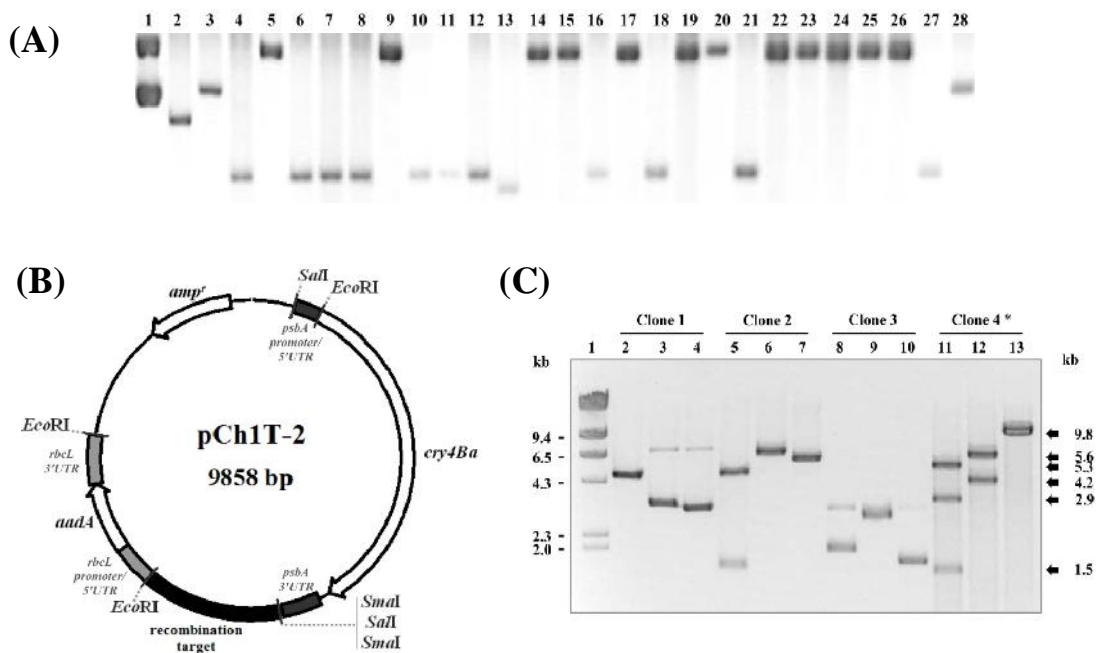 (A)
1 2 3 4 5 6 7 8 9 10 11 12 13 14 15 16 17 18 19 20 21 22 23 24 25 26 27 28
(B)
SalI
EcoRI
amp^r
psbA
promoter/
5'UTR
EcoRI
rbcL
3'UTR
pCh1T-2
9858 bp
cry4Ba
aadA
rbcL
promoter/
5'UTR
EcoRI
psbA
3'UTR
recombination
target
SmaI
SalI
SmaI
(C)
Clone 1 Clone 2 Clone 3 Clone 4 *
kb 1 2 3 4 5 6 7 8 9 10 11 12 13 kb
9.4 -
6.5 -
4.3 -
2.3 -
2.0 -
9.8
5.6
5.3
4.2
2.9
1.5